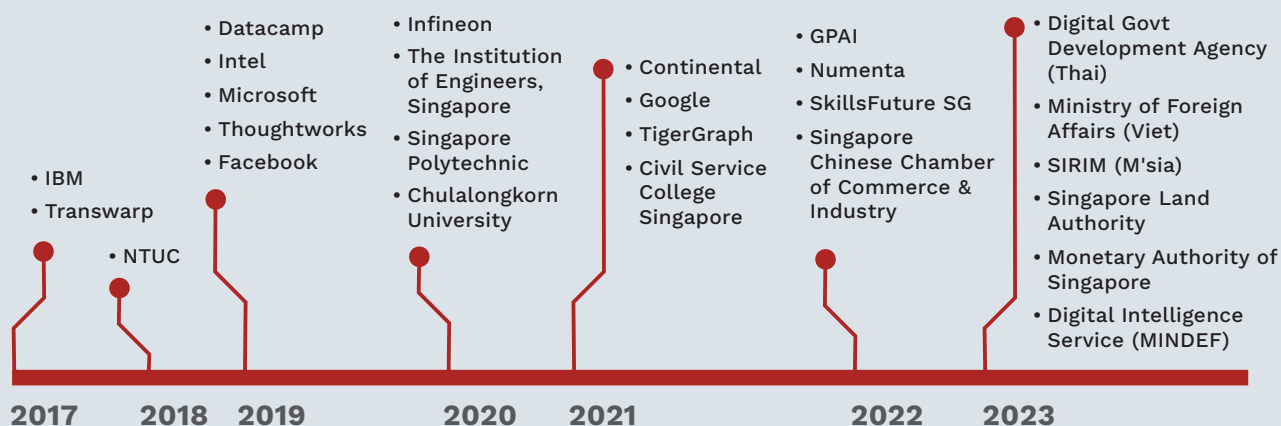 • IBM
• Transwarp
• NTUC
• Datacamp
• Intel
• Microsoft
• Thoughtworks
• Facebook
• Infineon
• The Institution
of Engineers,
Singapore
• Singapore
Polytechnic
• Chulalongkorn
University
• Continental
• Google
• TigerGraph
• Civil Service
College
Singapore
• GPAI
• Numenta
• SkillsFuture SG
• Singapore
Chinese Chamber
of Commerce &
Industry
• Digital Govt
Development Agency
(Thai)
• Ministry of Foreign
Affairs (Viet)
• SIRIM (M'sia)
• Singapore Land
Authority
• Monetary Authority of
Singapore
• Digital Intelligence
Service (MINDEF)
2017 2018 2019 2020 2021 2022 2023